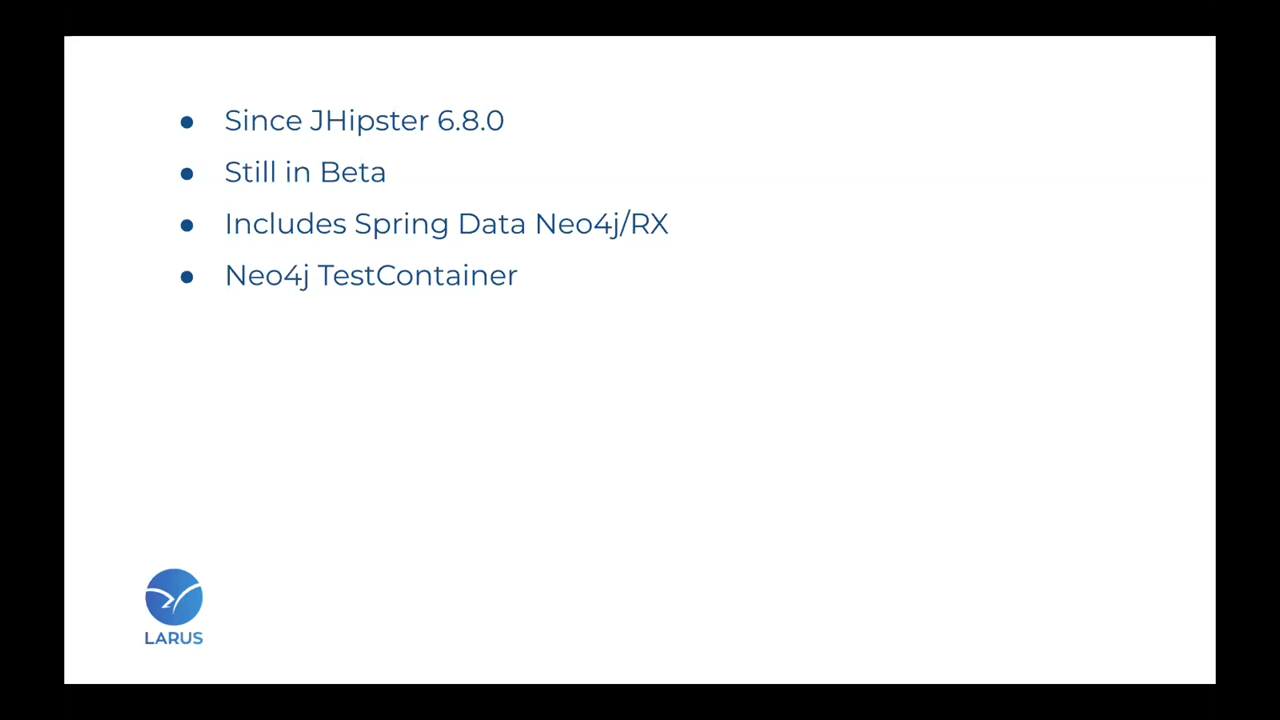 ● Since JHipster 6.8.0
● Still in Beta
● Includes Spring Data Neo4j/RX
● Neo4j TestContainer
LARUS